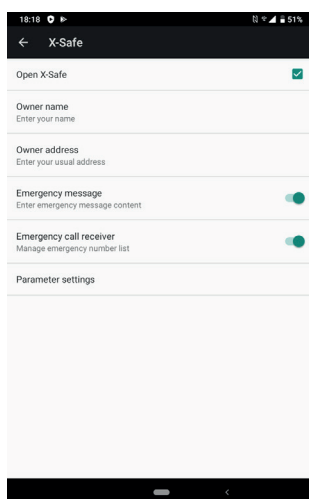 18:18 51%
X-Safe
Open X-Safe
Owner name
Enter your name
Owner address
Enter your usual address
Emergency message
Enter emergency message content
Emergency call receiver
Manage emergency number list
Parameter settings